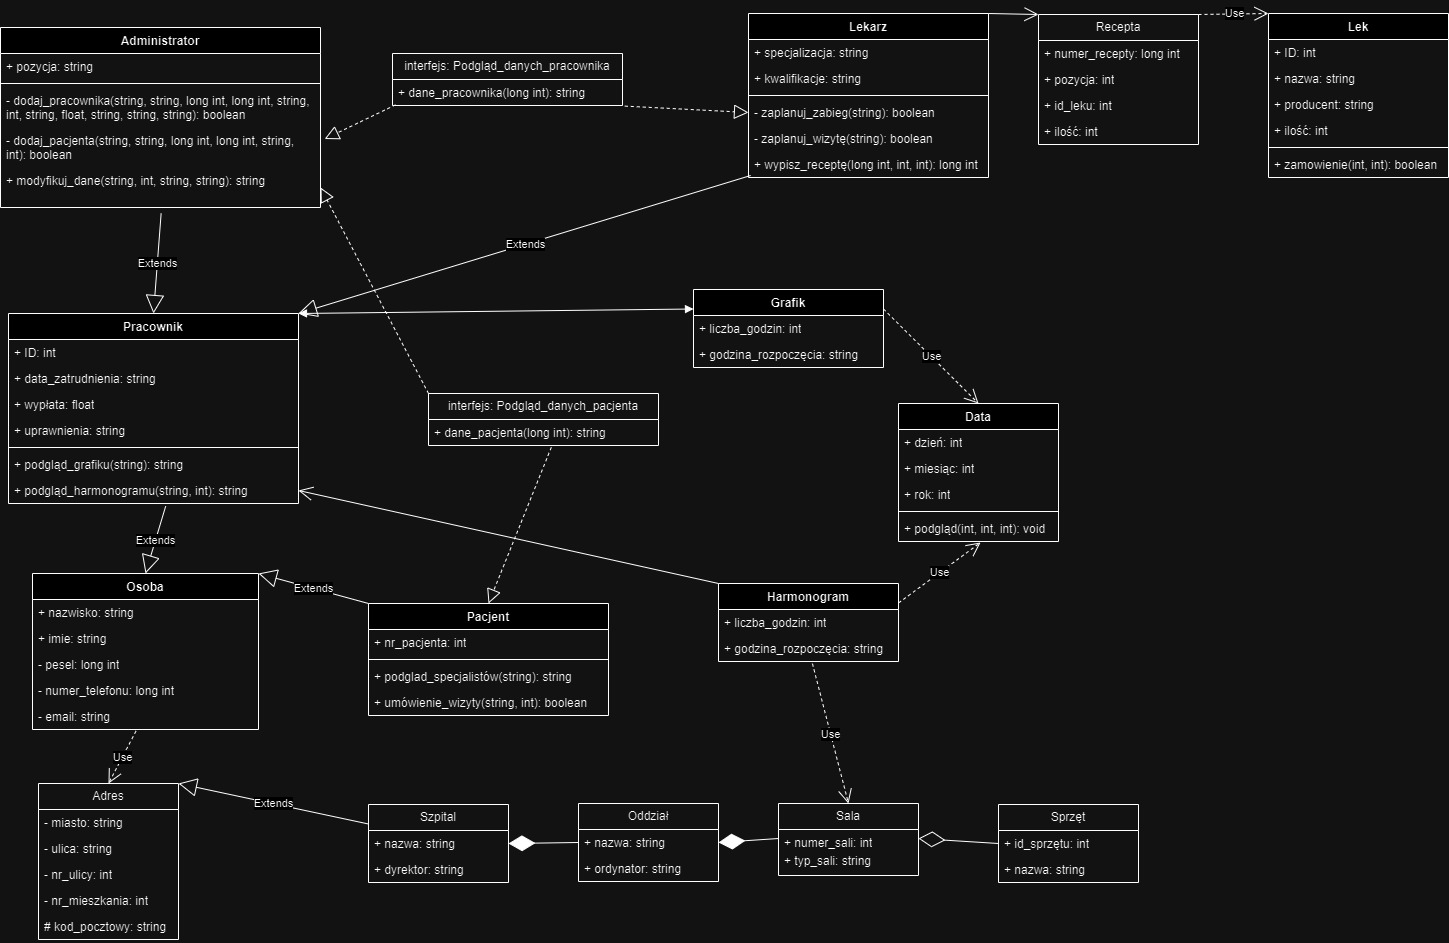 Administrator
+ pozycja: string
- dodaj_pracownika(string, string, long int, long int, string,
int, string, float, string, string, string): boolean
- dodaj_pacjenta(string, string, long int, long int, string,
int): boolean
+ modyfikuj_dane(string, int, string, string): string
interfejs: Podgląd_danych_pracownika
+ dane_pracownika(long int): string
Lekarz
+ specjalizacja: string
+ kwalifikacje: string
- zaplanuj_zabieg(string): boolean
- zaplanuj_wizytę(string): boolean
+ wypisz_receptę(long int, int, int): long int
Recepta
+ numer_recepty: long int
+ pozycja: int
+ id_leku: int
+ ilość: int
Use
Lek
+ ID: int
+ nazwa: string
+ producent: string
+ ilość: int
+ zamowienie(int, int): boolean
Extends
Extends
Pracownik
+ ID: int
+ data_zatrudnienia: string
+ wypłata: float
+ uprawnienia: string
+ podgląd_grafiku(string): string
+ podgląd_harmonogramu(string, int): string
Grafik
+ liczba_godzin: int
+ godzina_rozpoczęcia: string
Use
interfejs: Podgląd_danych_pacjenta
+ dane_pacjenta(long int): string
Data
+ dzień: int
+ miesiąc: int
+ rok: int
+ podgląd(int, int, int): void
Extends
Use
Osoba
+ nazwisko: string
+ imie: string
- pesel: long int
- numer_telefonu: long int
- email: string
Extends
Pacjent
+ nr_pacjenta: int
+ podglad_specjalistów(string): string
+ umówienie_wizyty(string, int): boolean
Harmonogram
+ liczba_godzin: int
+ godzina_rozpoczęcia: string
Use
Use
Adres
- miasto: string
- ulica: string
- nr_ulicy: int
- nr_mieszkania: int
# kod_pocztowy: string
Extends
Szpital
+ nazwa: string
+ dyrektor: string
Oddział
+ nazwa: string
+ ordynator: string
Sala
+ numer_sali: int
+ typ_sali: string
Sprzęt
+ id_sprzętu: int
+ nazwa: string